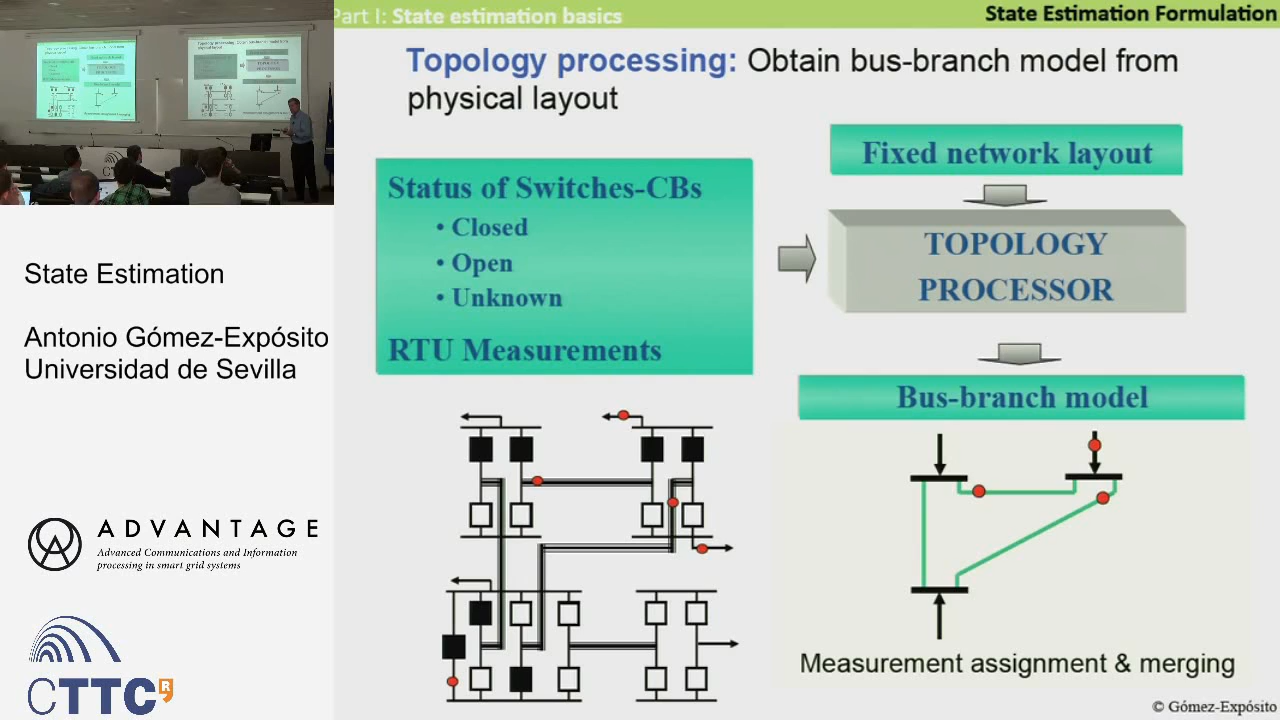 Part I: State estimation basics
State Estimation Formulation
Topology processing: Obtain bus-branch model from
physical layout
Status of Switches-CBs
• Closed
• Open
• Unknown
RTU Measurements
Fixed network layout
TOPOLOGY
PROCESSOR
Bus-branch model
Measurement assignment & merging
© Gómez-Expósito
State Estimation
Antonio Gómez-Expósito
Universidad de Sevilla
ADVANTAGE
Advanced Communications and Information
processing in smart grid systems
CTTC